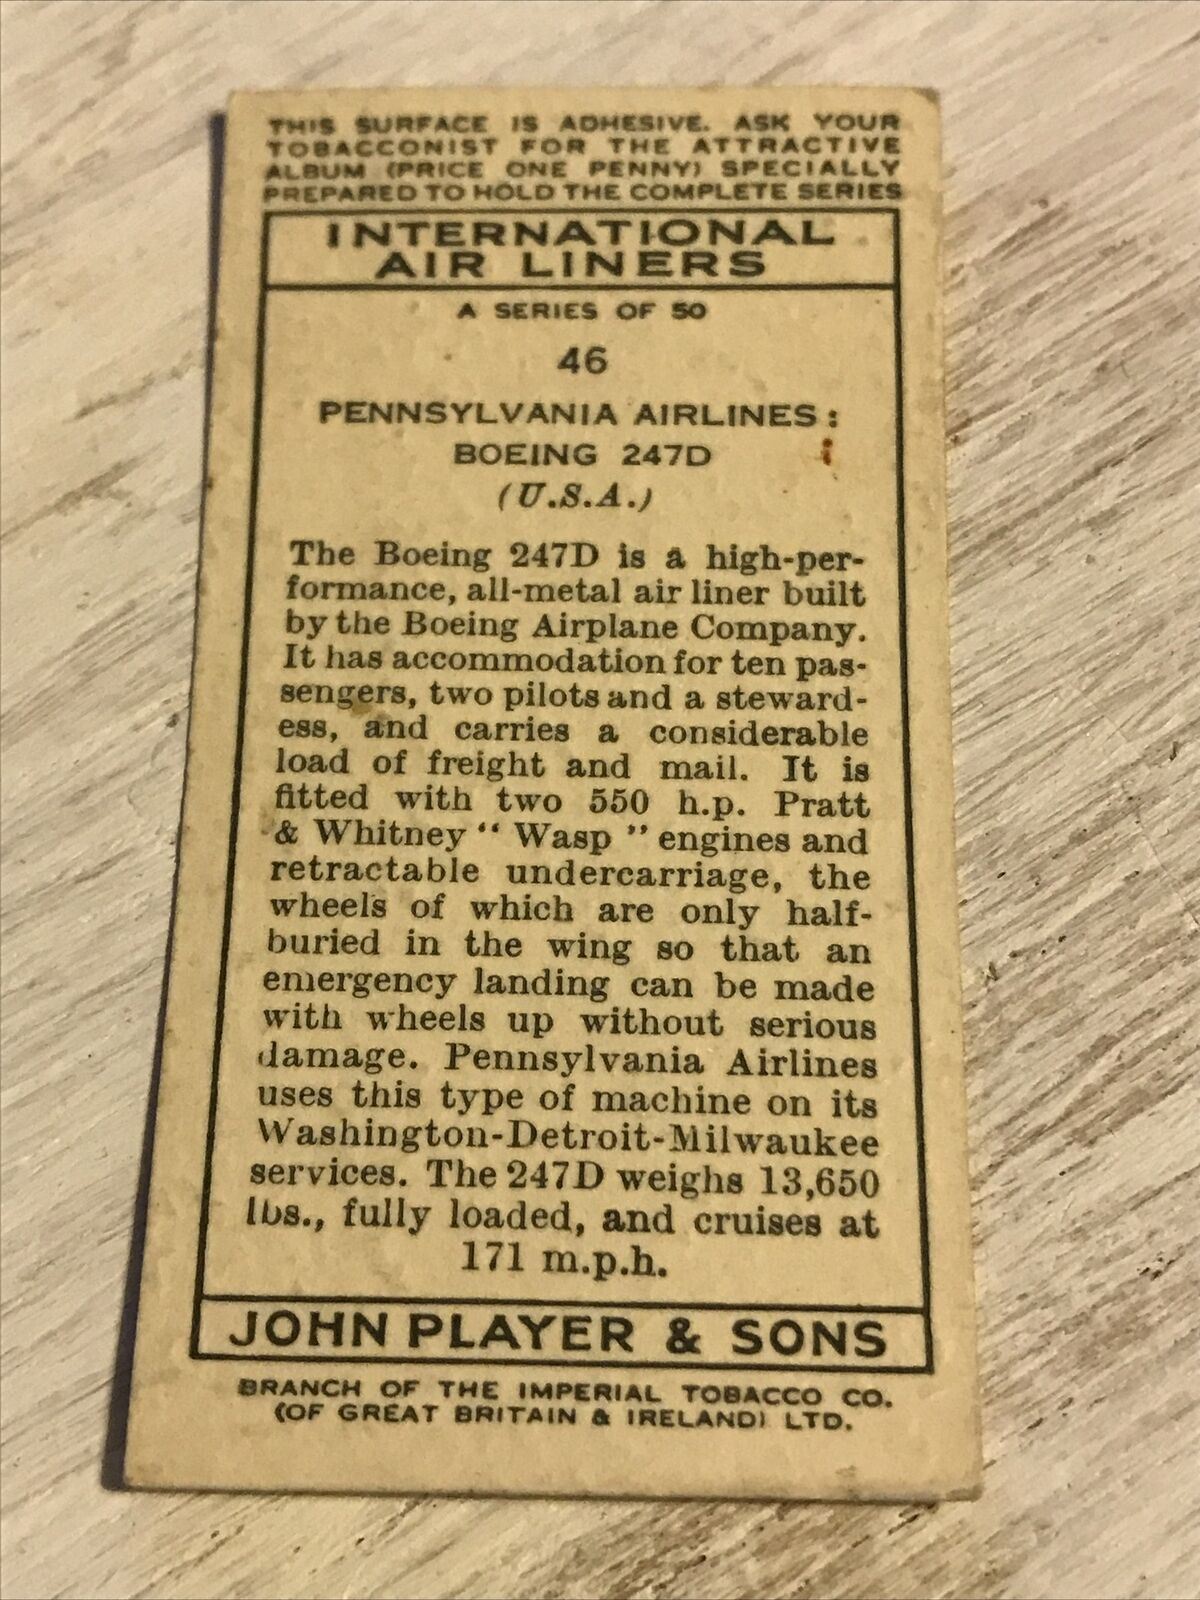 THIS SURFACE IS ADHESIVE. ASK YOUR
TOBACCONIST FOR THE ATTRACTIVE
ALBUM (PRICE ONE PENNY) SPECIALLY
PREPARED TO HOLD THE COMPLETE SERIES
INTERNATIONAL
AIR LINERS
A SERIES OF 50
46
PENNSYLVANIA AIRLINES:
BOEING 247D
(U.S.A.)
The Boeing 247D is a high-per-
formance, all-metal air liner built
by the Boeing Airplane Company.
It has accommodation for ten pas-
sengers, two pilots and a steward-
ess, and carries a considerable
load of freight and mail. It is
fitted with two 550 h.p. Pratt
& Whitney “ Wasp ” engines and
retractable undercarriage, the
wheels of which are only half-
buried in the wing so that an
emergency landing can be made
with wheels up without serious
damage. Pennsylvania Airlines
uses this type of machine on its
Washington-Detroit-Milwaukee
services. The 247D weighs 13,650
lbs., fully loaded, and cruises at
171 m.p.h.
JOHN PLAYER & SONS
BRANCH OF THE IMPERIAL TOBACCO CO.
(OF GREAT BRITAIN & IRELAND) LTD.